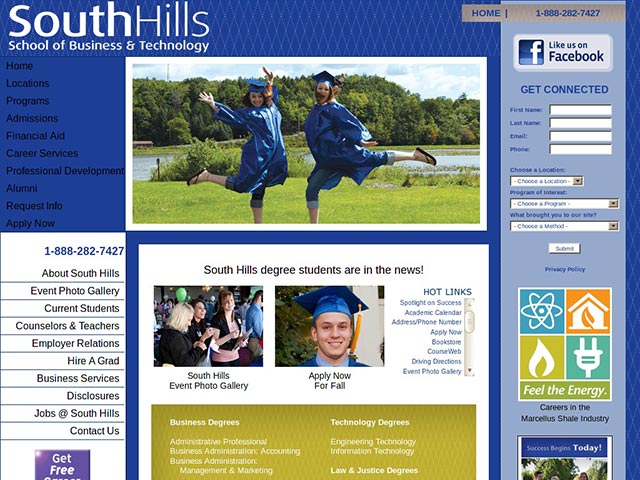 SouthHills
School of Business & Technology
HOME | 1-888-282-7427
Home
Locations
Programs
Admissions
Financial Aid
Career Services
Professional Development
Alumni
Request Info
Apply Now
1-888-282-7427
About South Hills
Event Photo Gallery
Current Students
Counselors & Teachers
Employer Relations
Hire A Grad
Business Services
Disclosures
Jobs @ South Hills
Contact Us
Get
Free
South Hills degree students are in the news!
South Hills
Event Photo Gallery
Apply Now
For Fall
HOT LINKS
Spotlight on Success
Academic Calendar
Address/Phone Number
Apply Now
Bookstore
CourseWeb
Driving Directions
Event Photo Gallery
Business Degrees
Administrative Professional
Business Administration: Accounting
Business Administration:
Management & Marketing
Technology Degrees
Engineering Technology
Information Technology
Law & Justice Degrees
Like us on
Facebook
GET CONNECTED
First Name:
Last Name:
Email:
Phone:
Choose a Location:
- Choose a Location -
Program of Interest:
- Choose a Program -
What brought you to our site?
- Choose a Method -
Submit
Privacy Policy
Feel the Energy.
Careers in the
Marcellus Shale Industry
Success Begins Today!